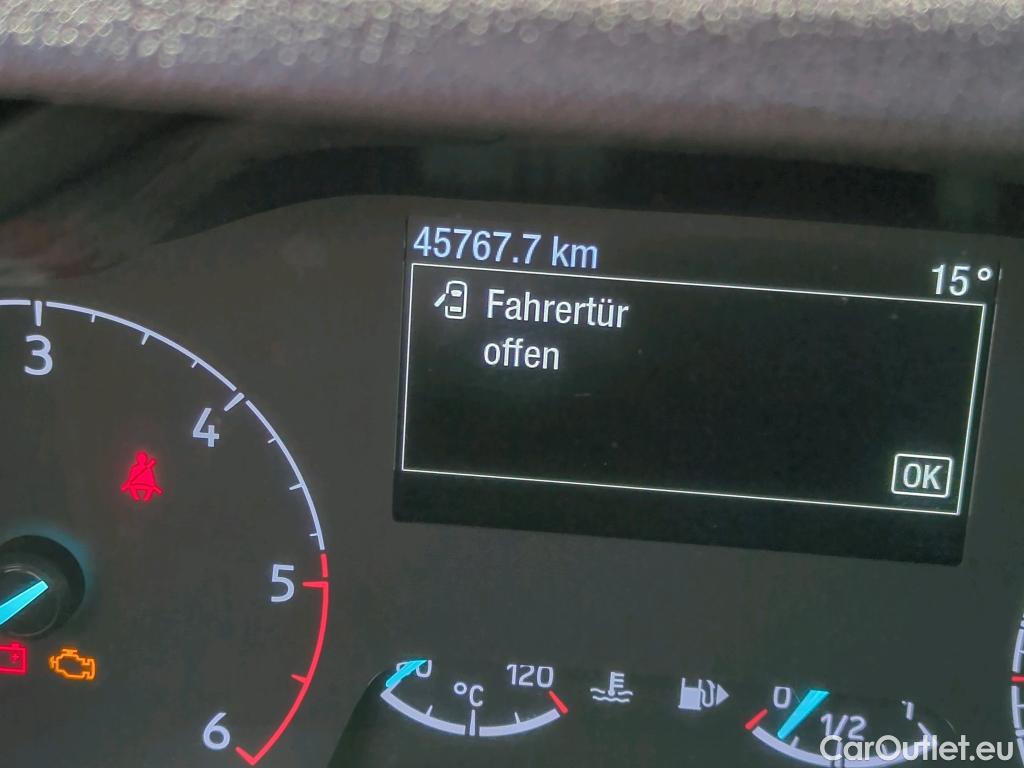 45767.7 km
15°
Fahrertür
offen
OK
3
4
5
6
120
°C
0
1/2
1
CarOutlet.eu